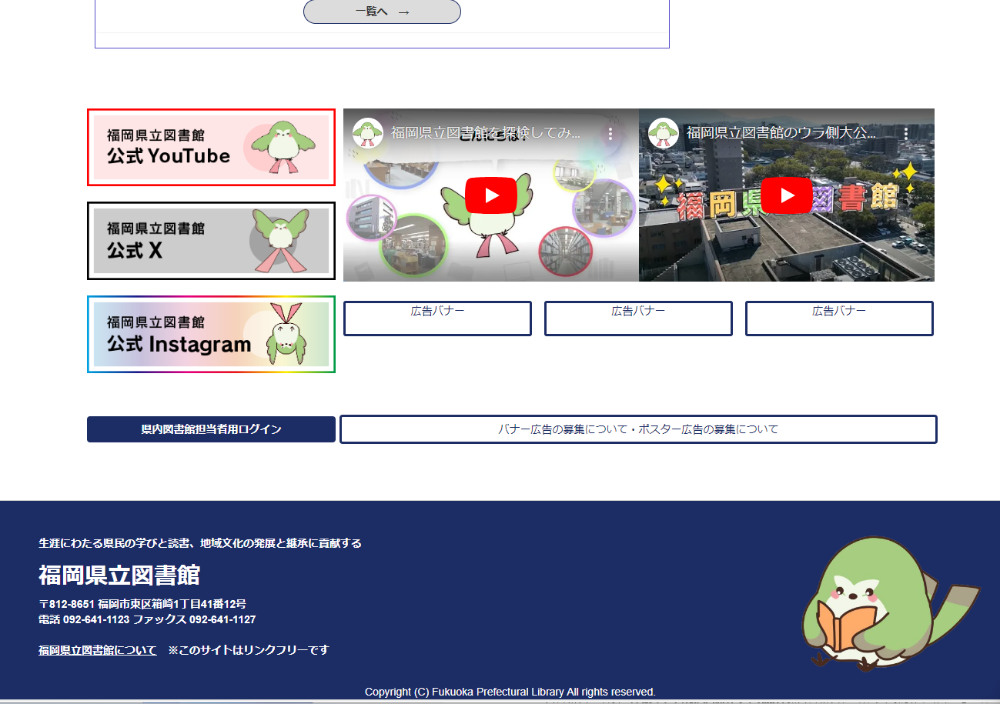 一覧へ →
福岡県立図書館
公式 YouTube
福岡県立図書館を探検してみ...
こんにちは!
福岡県立図書館のウラ側大公...
福岡県立図書館
福岡県立図書館
公式 X
福岡県立図書館
公式 Instagram
広告バナー
広告バナー
広告バナー
県内図書館担当者用ログイン
バナー広告の募集について・ポスター広告の募集について
生涯にわたる県民の学びと読書、地域文化の発展と継承に貢献する
福岡県立図書館
〒812-8651 福岡市東区箱崎1丁目41番12号
電話 092-641-1123 ファックス 092-641-1127
福岡県立図書館について ※このサイトはリンクフリーです
Copyright (C) Fukuoka Prefectural Library All rights reserved.